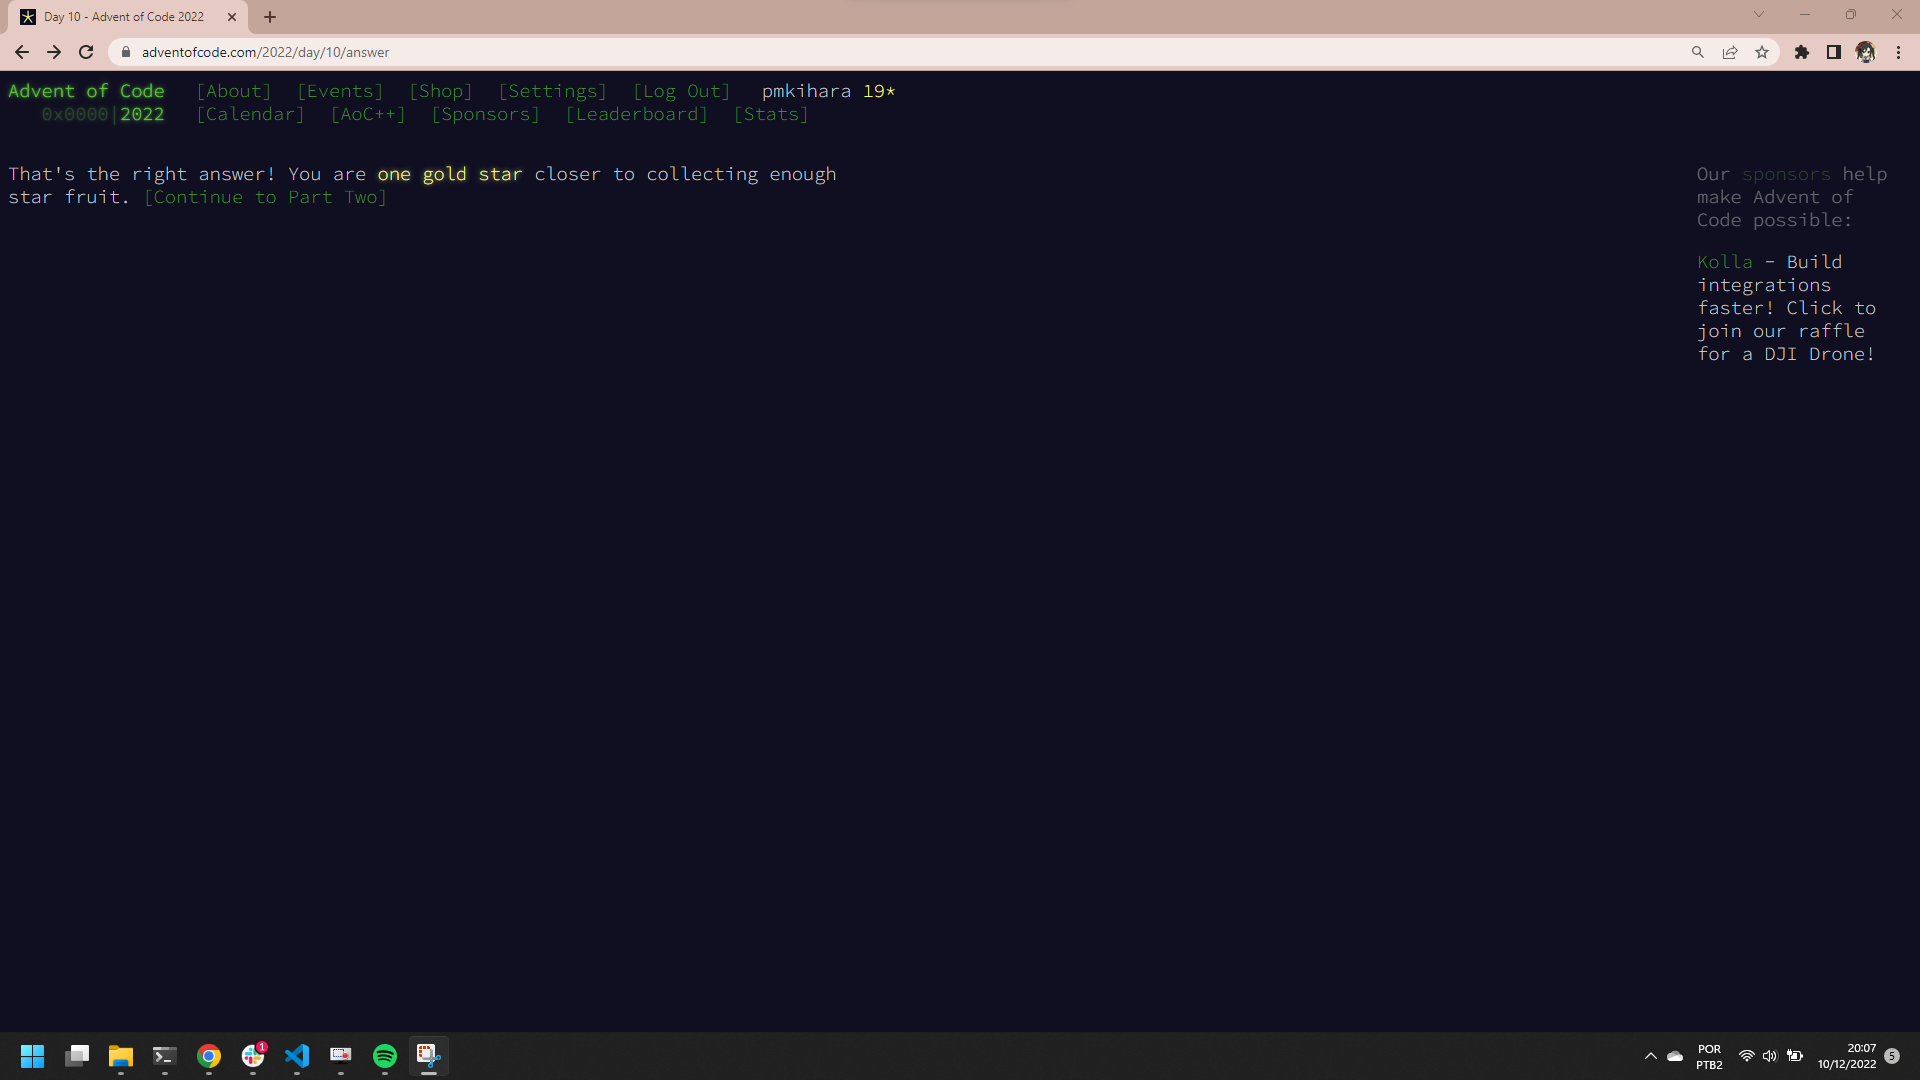 Day 10 - Advent of Code 2022
adventofcode.com/2022/day/10/answer
Advent of Code [About] [Events] [Shop] [Settings] [Log Out] pmkihara 19*
0x0000|2022 [Calendar] [AoC++] [Sponsors] [Leaderboard] [Stats]
That's the right answer! You are one gold star closer to collecting enough
star fruit. [Continue to Part Two]
Our sponsors help
make Advent of
Code possible:
Kolla - Build
integrations
faster! Click to
join our raffle
for a DJI Drone!
1
POR
PTB2
20:07
10/12/2022
5